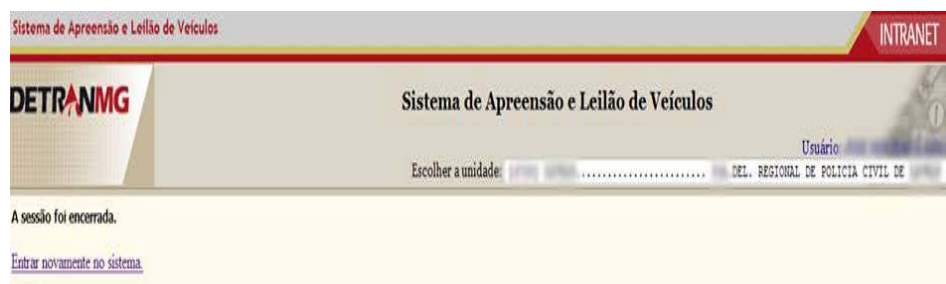 Sistema de Apreensão e Leilão de Veículos
INTRANET
DETRANMG
Sistema de Apreensão e Leilão de Veículos
Usuário:
Escolher a unidade: ........................ DEL. REGIONAL DE POLICIA CIVIL DE
A sessão foi encerrada.
Entrar novamente no sistema.